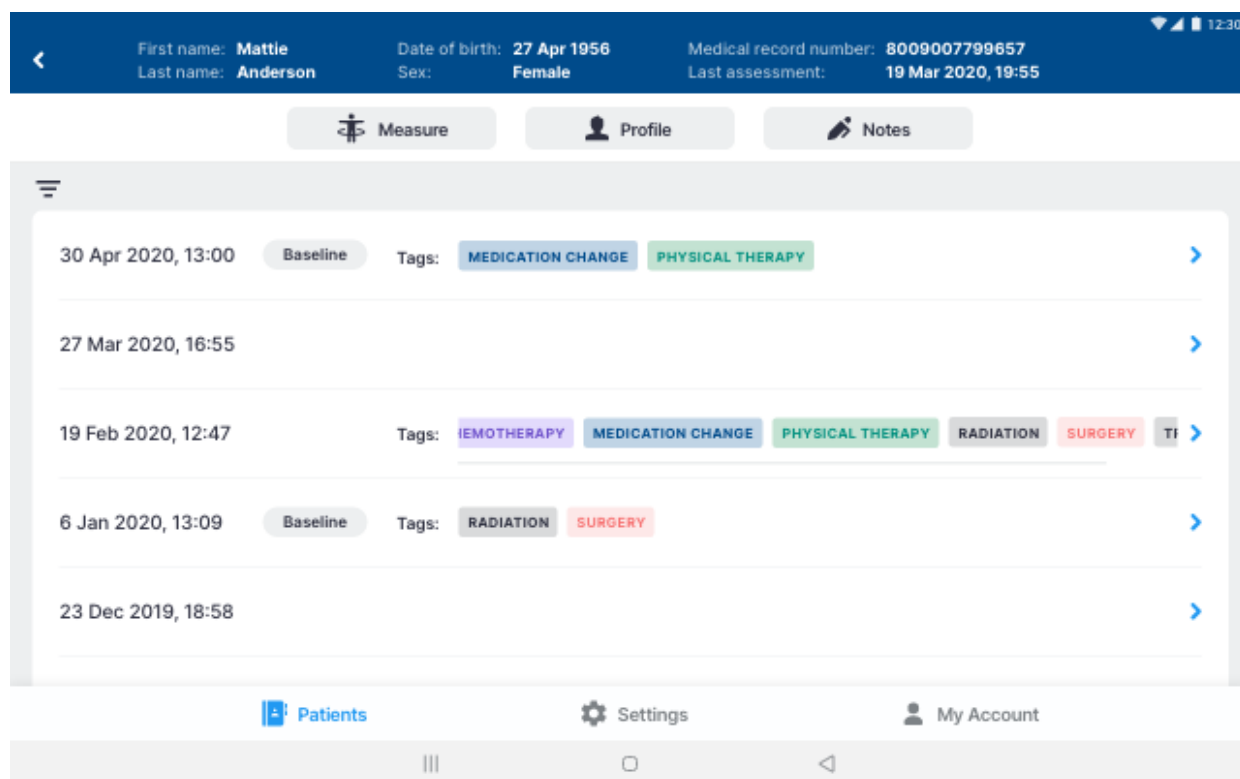 12:30
First name: Mattie Date of birth: 27 Apr 1956 Medical record number: 8009007799657
Last name: Anderson Sex: Female Last assessment: 19 Mar 2020, 19:55
Measure Profile Notes
30 Apr 2020, 13:00 Baseline Tags: MEDICATION CHANGE PHYSICAL THERAPY
27 Mar 2020, 16:55
19 Feb 2020, 12:47 Tags: HEMOTHERAPY MEDICATION CHANGE PHYSICAL THERAPY RADIATION SURGERY
6 Jan 2020, 13:09 Baseline Tags: RADIATION SURGERY
23 Dec 2019, 18:58
Patients Settings My Account